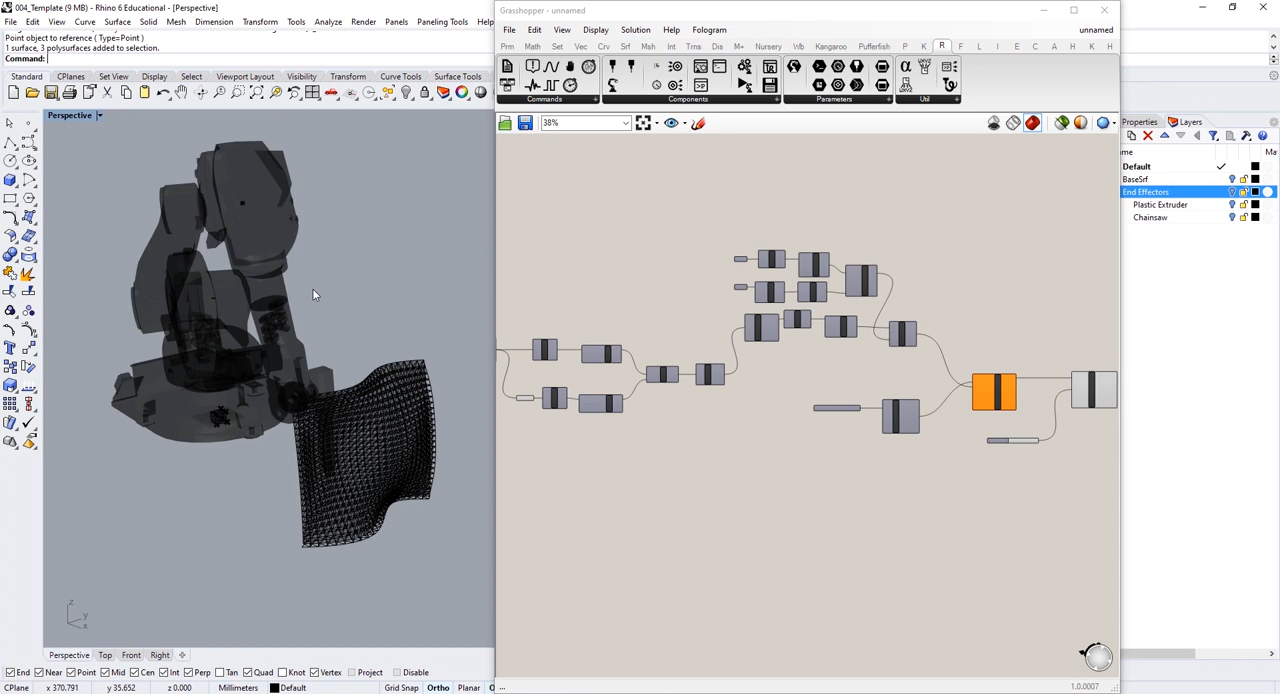 004_Template (9 MB) - Rhino 6 Educational - [Perspective]
File Edit View Curve Surface Solid Mesh Dimension Transform Tools Analyze Render Panels Paneling Tools Help
Point object to reference ( Type=Point )
1 surface, 3 polysurfaces added to selection.
Command:
Standard CPlanes Set View Display Select Viewport Layout Visibility Transform Curve Tools Surface Tools
Perspective
z
y
x
Perspective Top Front Right
End Near Point Mid Cen Int Perp Tan Quad Knot Vertex Project Disable
CPlane x 370.791 y 35.652 z 0.000 Millimeters Default Grid Snap Ortho Planar
Grasshopper - unnamed
File Edit View Display Solution Help Fologram unnamed
Prm Math Set Vec Crv Srf Msh Int Trns Dis M+ Nursery Wb Kangaroo Pufferfish P K R F L I E C A H K H
Commands Components Parameters Util
38%
1.0.0007
Properties Layers
me Ma
Default
BaseSrf
End Effectors
Plastic Extruder
Chainsaw